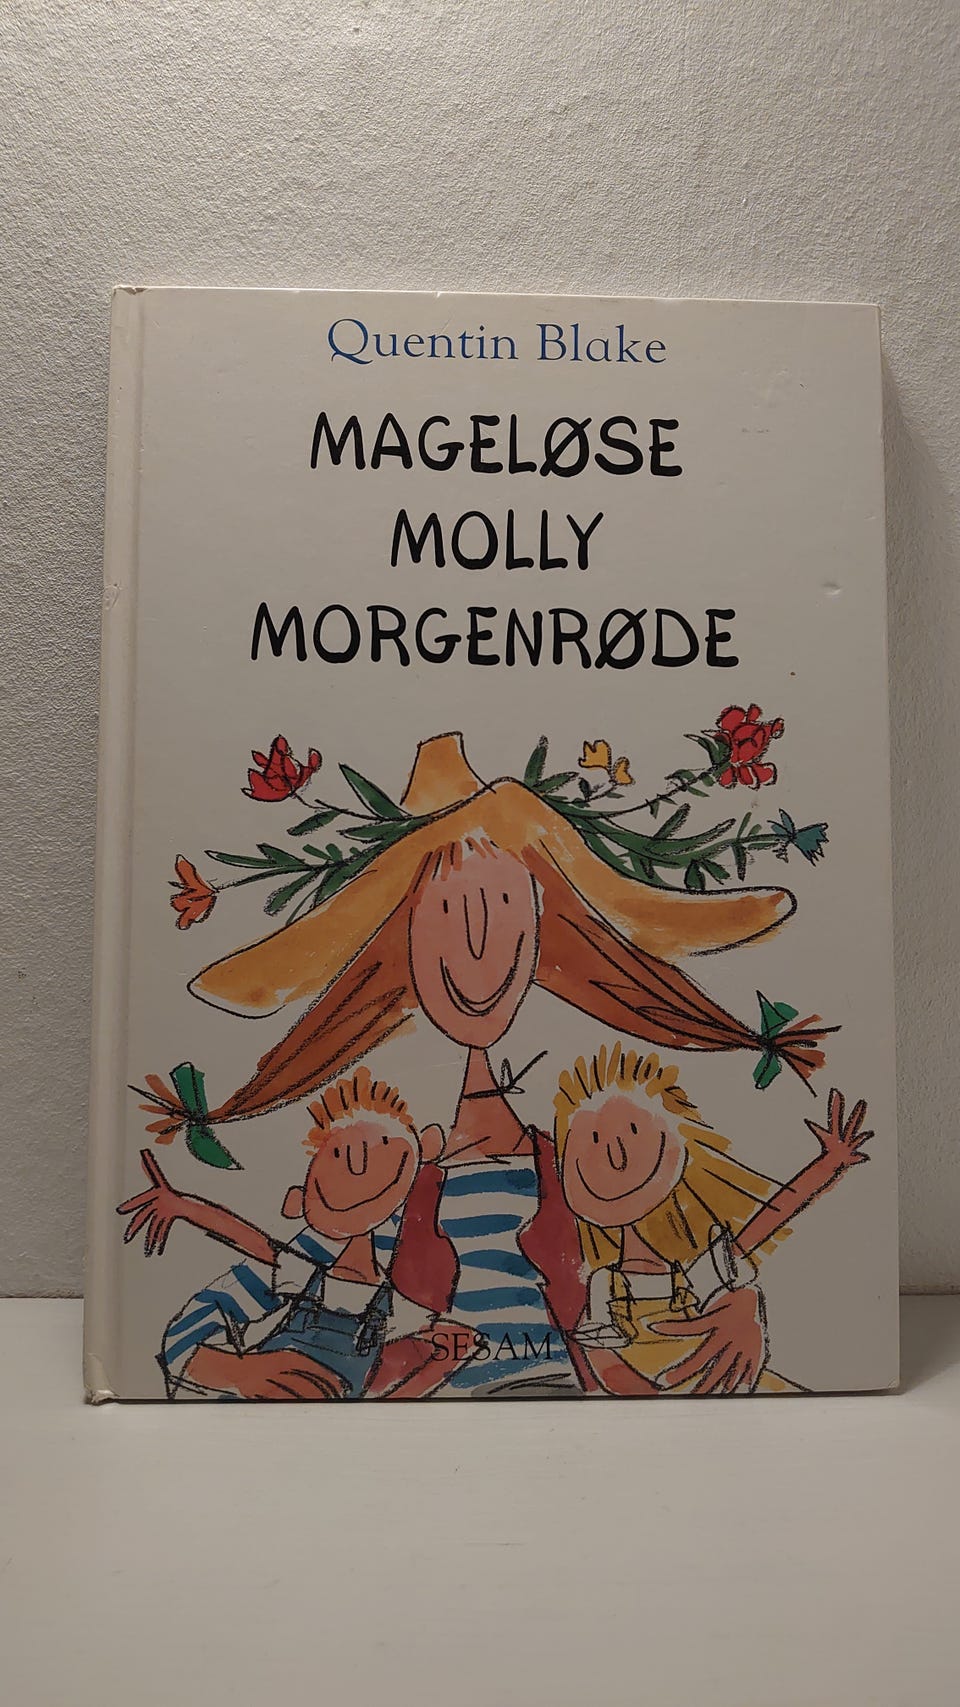 Quentin Blake
MAGELØSE
MOLLY
MORGENRØDE
SESAM